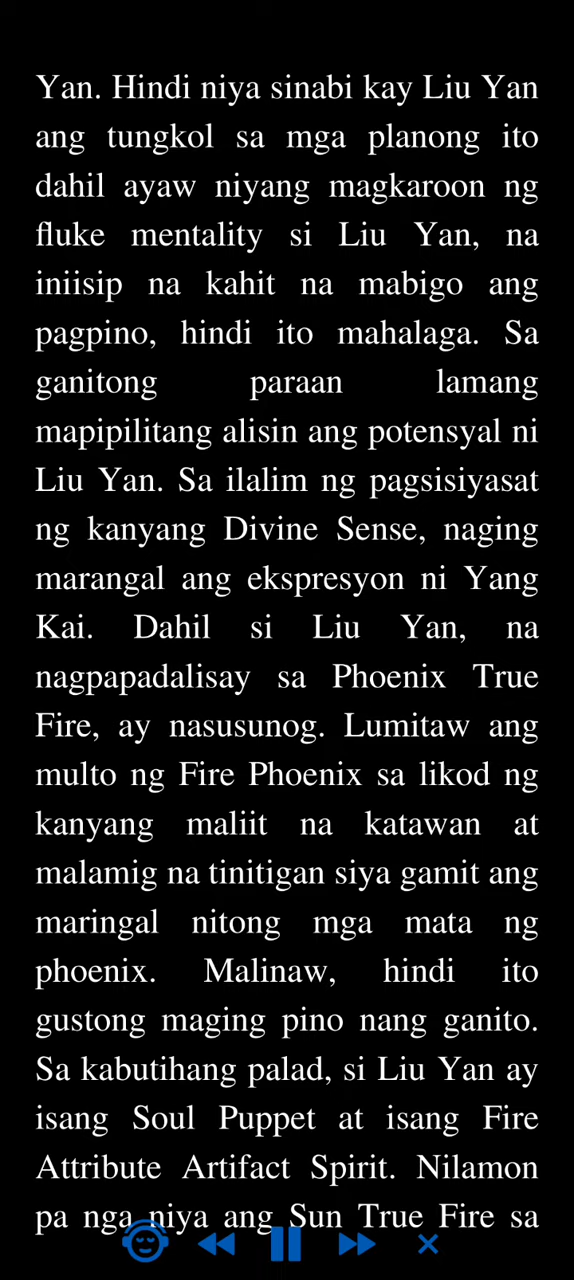 Yan. Hindi niya sinabi kay Liu Yan
ang tungkol sa mga planong ito
dahil ayaw niyang magkaroon ng
fluke mentality si Liu Yan, na
iniisip na kahit na mabigo ang
pagpino, hindi ito mahalaga. Sa
ganitong paraan lamang
mapipilitang alisin ang potensyal ni
Liu Yan. Sa ilalim ng pagsisiyasat
ng kanyang Divine Sense, naging
marangal ang ekspresyon ni Yang
Kai. Dahil si Liu Yan, na
nagpapadalisay sa Phoenix True
Fire, ay nasusunog. Lumitaw ang
multo ng Fire Phoenix sa likod ng
kanyang maliit na katawan at
malamig na tinitigan siya gamit ang
maringal nitong mga mata ng
phoenix. Malinaw, hindi ito
gustong maging pino nang ganito.
Sa kabutihang palad, si Liu Yan ay
isang Soul Puppet at isang Fire
Attribute Artifact Spirit. Nilamon
pa nga niya ang Sun True Fire sa